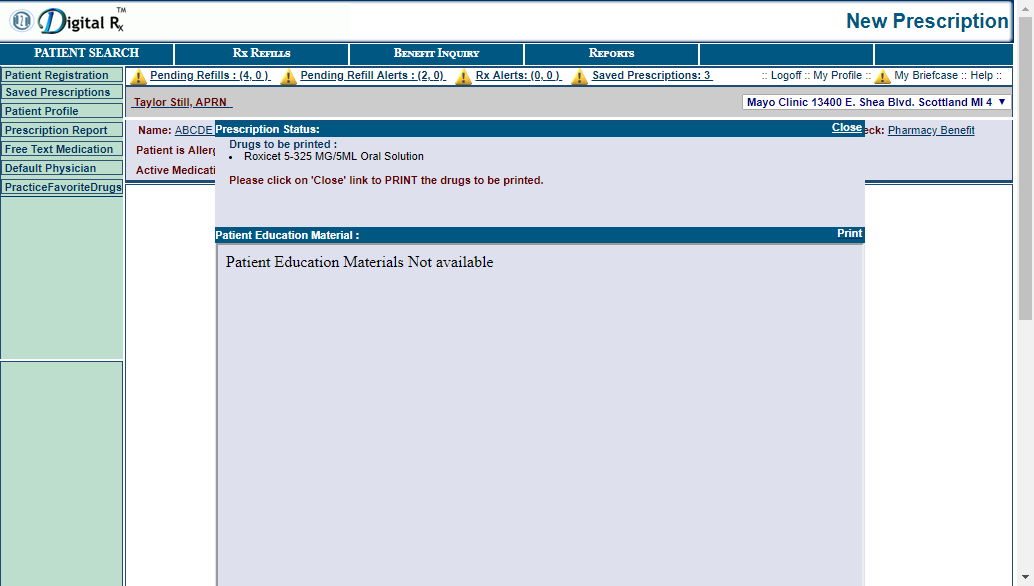 Digital Rx TM
New Prescription
PATIENT SEARCH
RX REFILLS
BENEFIT INQUIRY
REPORTS
Patient Registration
Saved Prescriptions
Patient Profile
Prescription Report
Free Text Medication
Default Physician
PracticeFavoriteDrugs
Pending Refills : (4, 0 )
Pending Refill Alerts : (2, 0)
Rx Alerts: (0, 0 )
Saved Prescriptions: 3
:: Logoff :: My Profile :: My Briefcase :: Help ::
Taylor Still, APRN
Mayo Clinic 13400 E. Shea Blvd. Scottland MI 4
Name: ABCDE
eck: Pharmacy Benefit
Patient is Allerg
Active Medicati
Prescription Status:
Close
Drugs to be printed :
• Roxicet 5-325 MG/5ML Oral Solution
Please click on 'Close' link to PRINT the drugs to be printed.
Patient Education Material :
Print
Patient Education Materials Not available